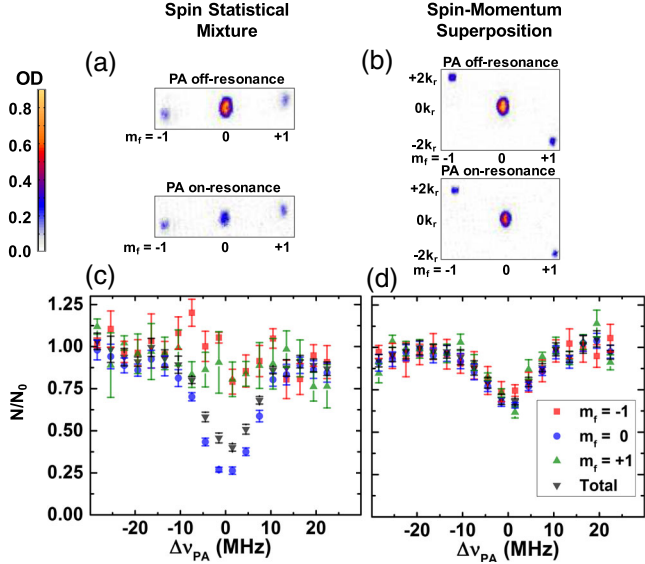 Spin Statistical
Mixture
Spin-Momentum
Superposition
OD
0.8
0.6
0.4
0.2
0.0
(a)
PA off-resonance
m_f = -1 0 +1
PA on-resonance
m_f = -1 0 +1
(b)
PA off-resonance
+2k_r
0k_r
-2k_r
m_f = -1 0 +1
PA on-resonance
+2k_r
0k_r
-2k_r
m_f = -1 0 +1
(c)
N/N_0
1.25
1.00
0.75
0.50
0.25
0.00
-20 -10 0 10 20
Δν_PA (MHz)
(d)
m_f = -1
m_f = 0
m_f = +1
Total
-20 -10 0 10 20
Δν_PA (MHz)